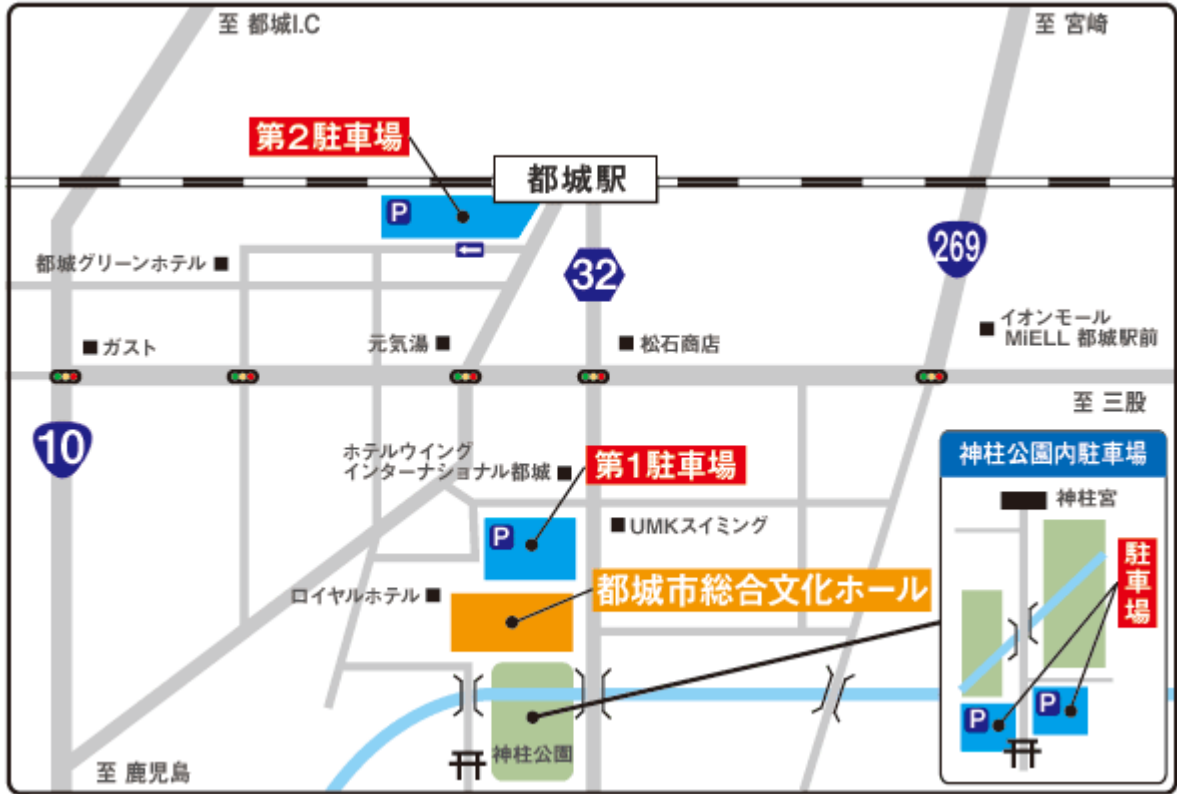 至 都城I.C
至 宮崎
第2駐車場
都城駅
P
269
都城グリーンホテル
32
イオンモール
MiELL 都城駅前
ガスト
元気湯
松石商店
至 三股
10
ホテルウイング
インターナショナル都城
第1駐車場
神柱公園内駐車場
神柱宮
P
UMKスイミング
駐車場
ロイヤルホテル
都城市総合文化ホール
P
P
神柱公園
至 鹿児島